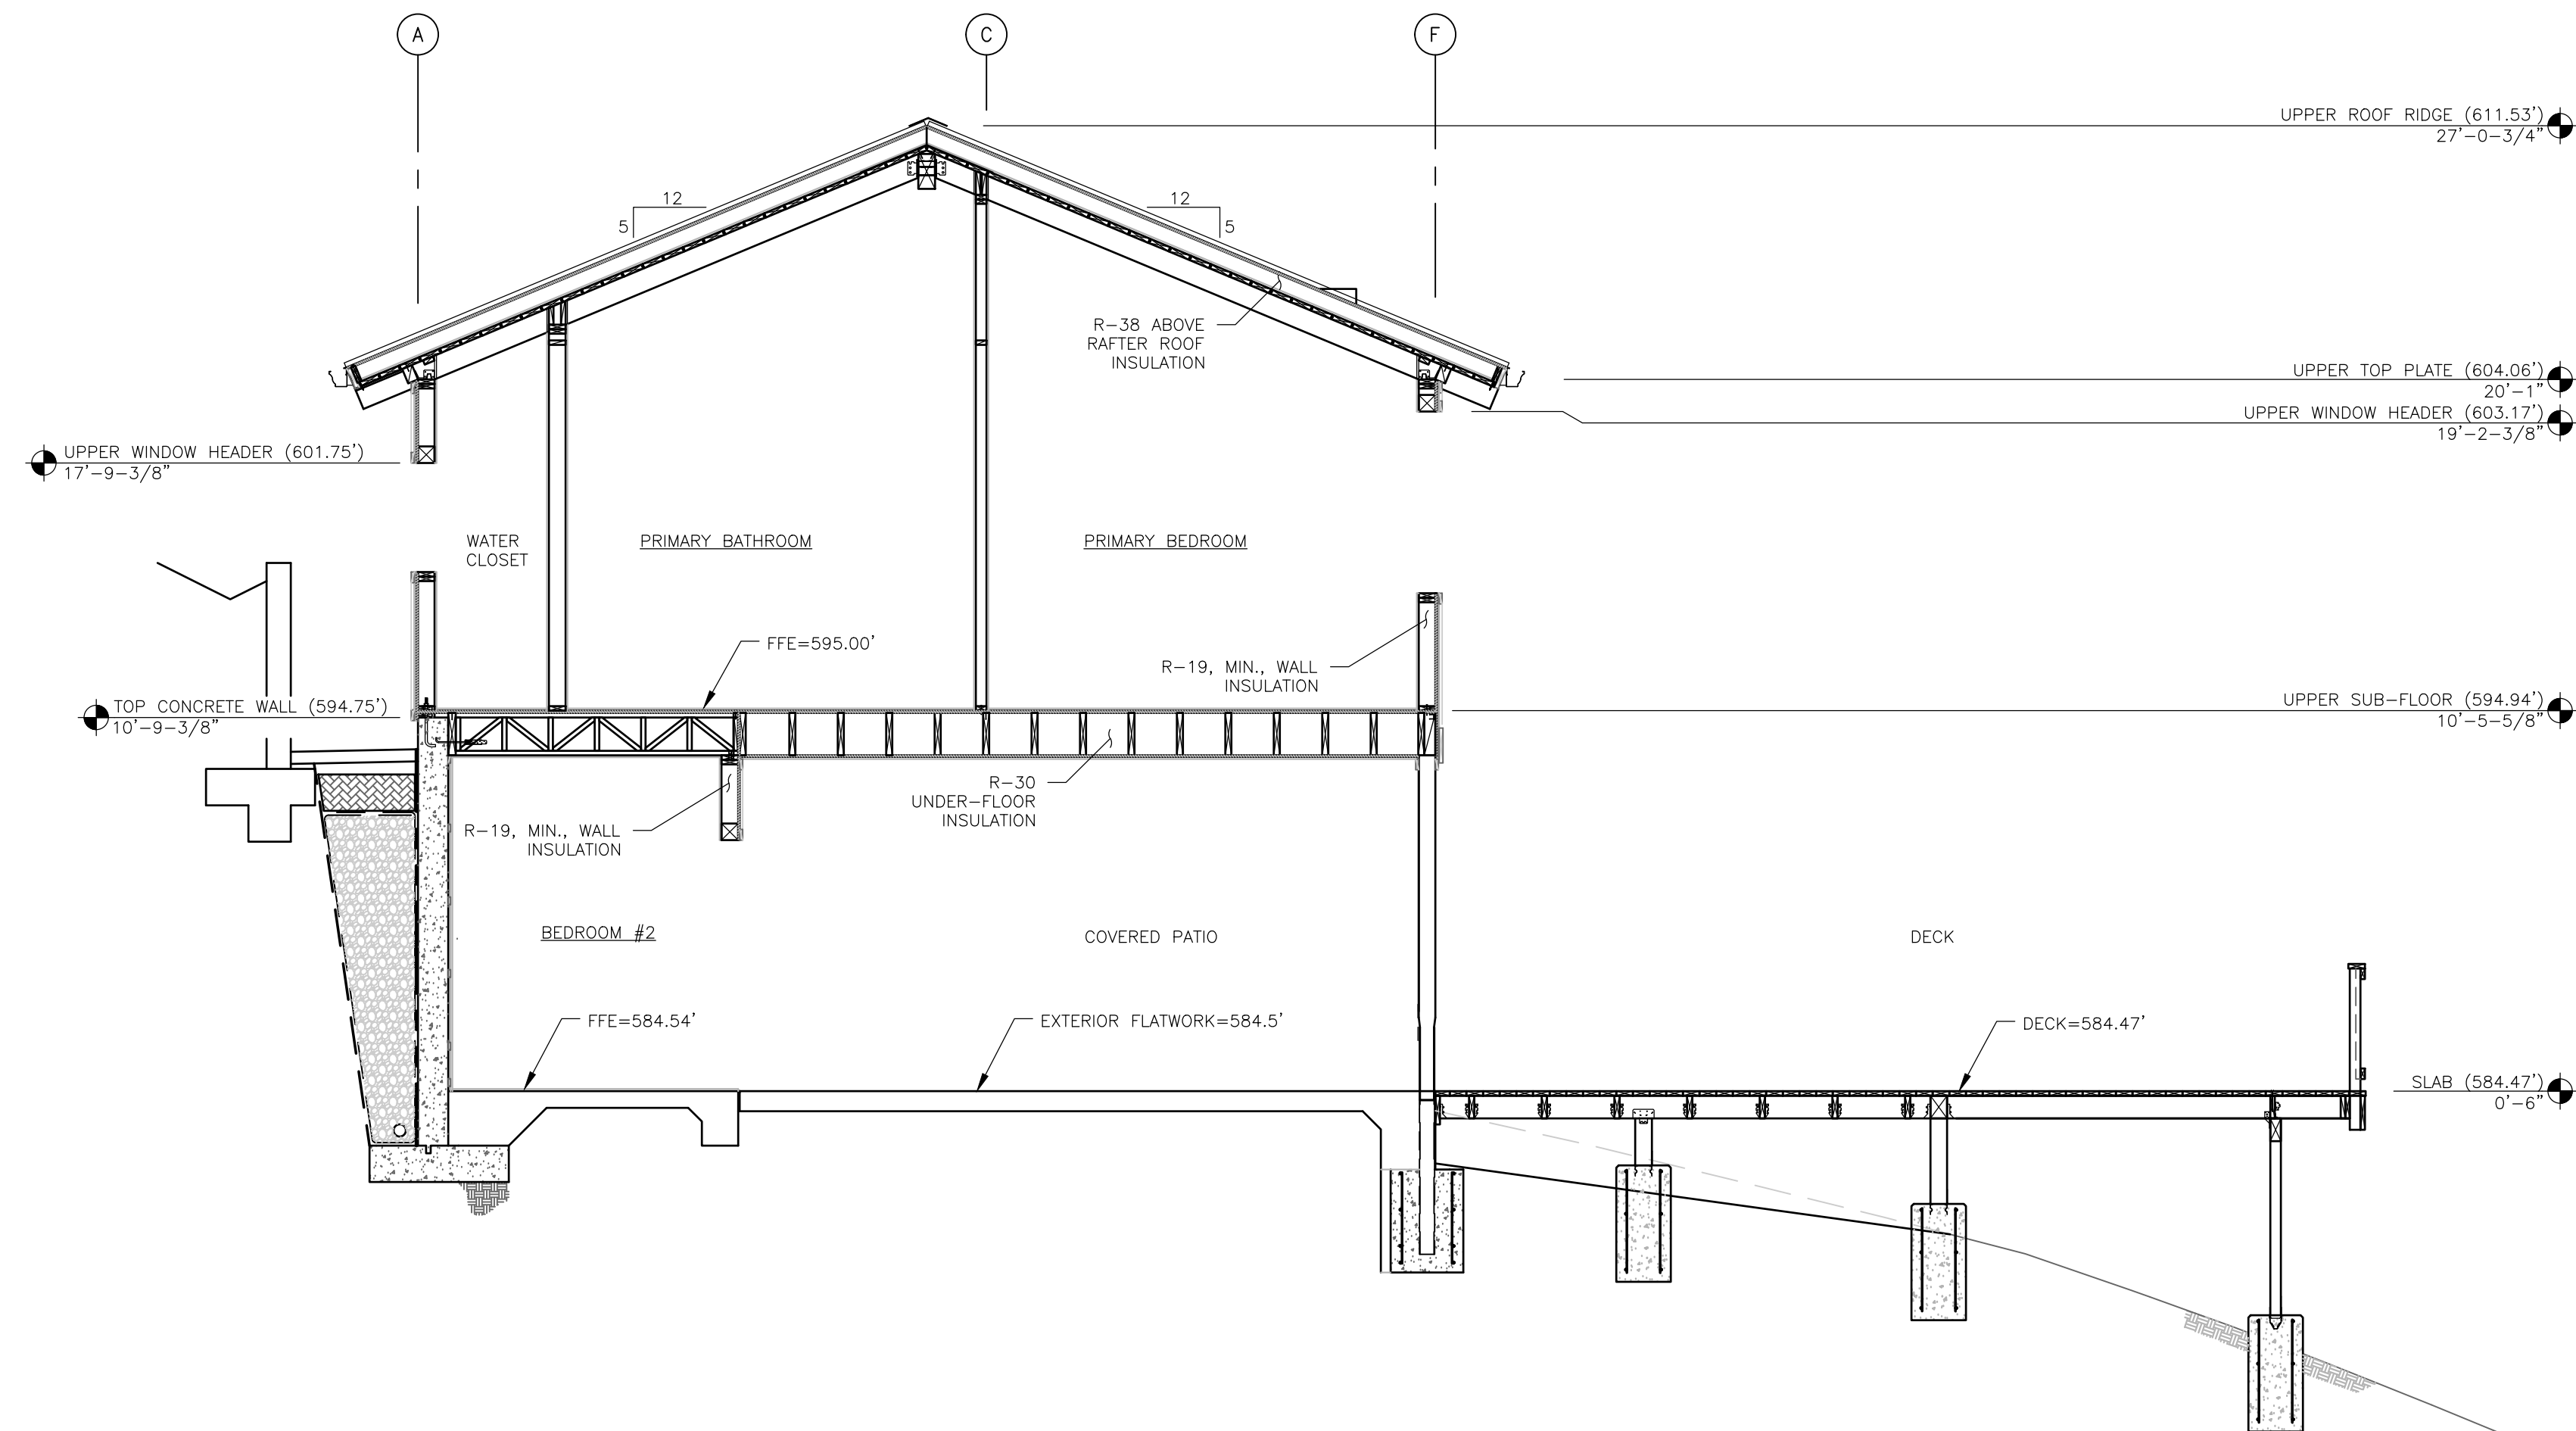 A
C
F
UPPER ROOF RIDGE (611.53')
27'-0-3/4"
12
5
12
5
R-38 ABOVE
RAFTER ROOF
INSULATION
UPPER TOP PLATE (604.06')
20'-1"
UPPER WINDOW HEADER (603.17')
19'-2-3/8"
UPPER WINDOW HEADER (601.75')
17'-9-3/8"
WATER
CLOSET
PRIMARY BATHROOM
PRIMARY BEDROOM
FFE=595.00'
R-19, MIN., WALL
INSULATION
TOP CONCRETE WALL (594.75')
10'-9-3/8"
UPPER SUB-FLOOR (594.94')
10'-5-5/8"
R-30
UNDER-FLOOR
INSULATION
R-19, MIN., WALL
INSULATION
BEDROOM #2
COVERED PATIO
DECK
FFE=584.54'
EXTERIOR FLATWORK=584.5'
DECK=584.47'
SLAB (584.47')
0'-6"